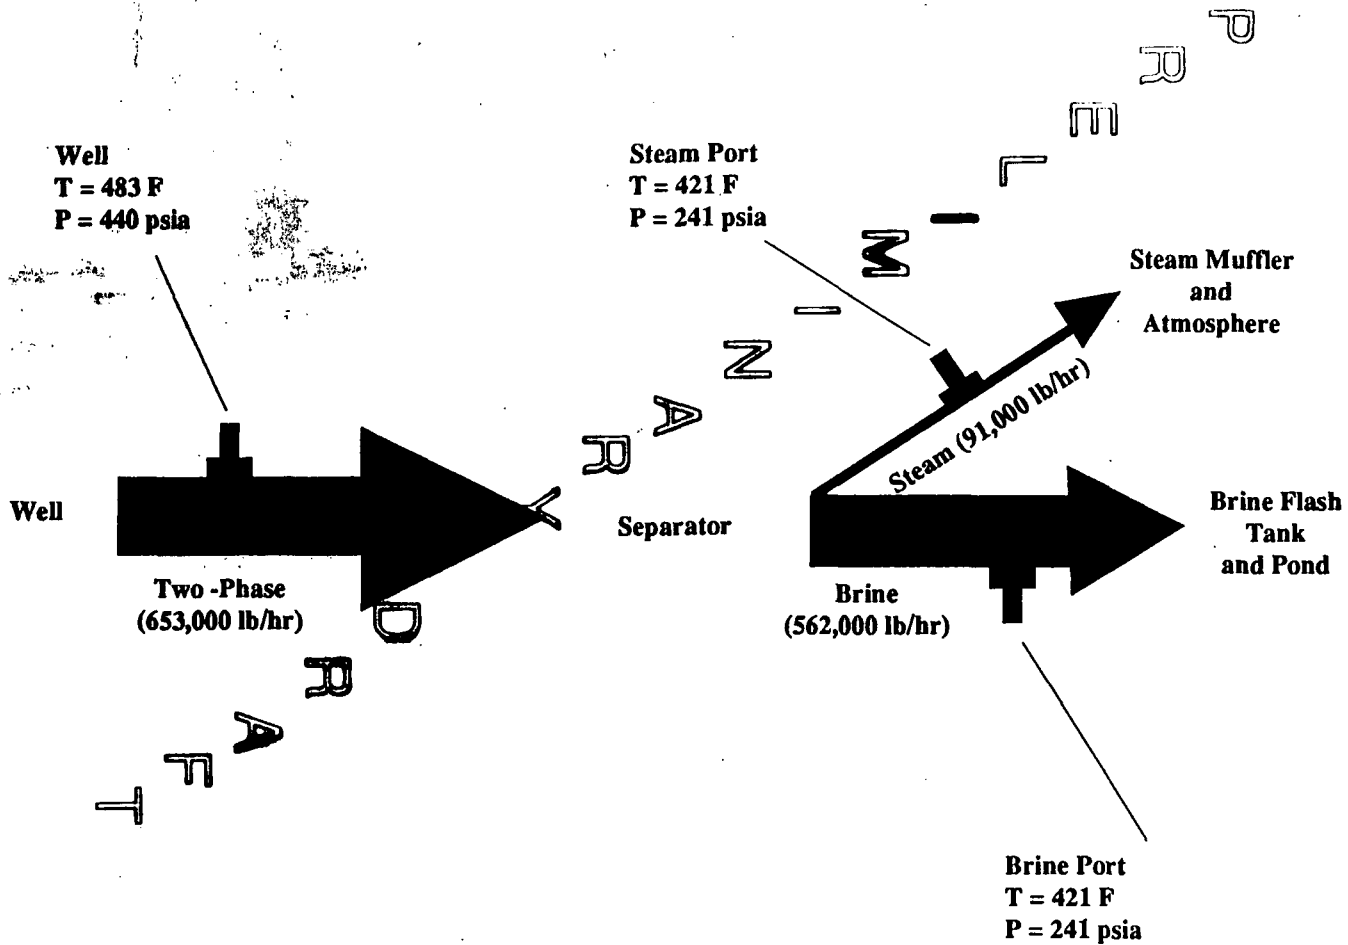 Well
T = 483 F
P = 440 psia
Steam Port
T = 421 F
P = 241 psia
Steam Muffler
and
Atmosphere
Steam (91,000 lb/hr)
Well
Two -Phase
(653,000 lb/hr)
Separator
Brine
(562,000 lb/hr)
Brine Flash
Tank
and Pond
Brine Port
T = 421 F
P = 241 psia
PRELIMINARY DRAFT